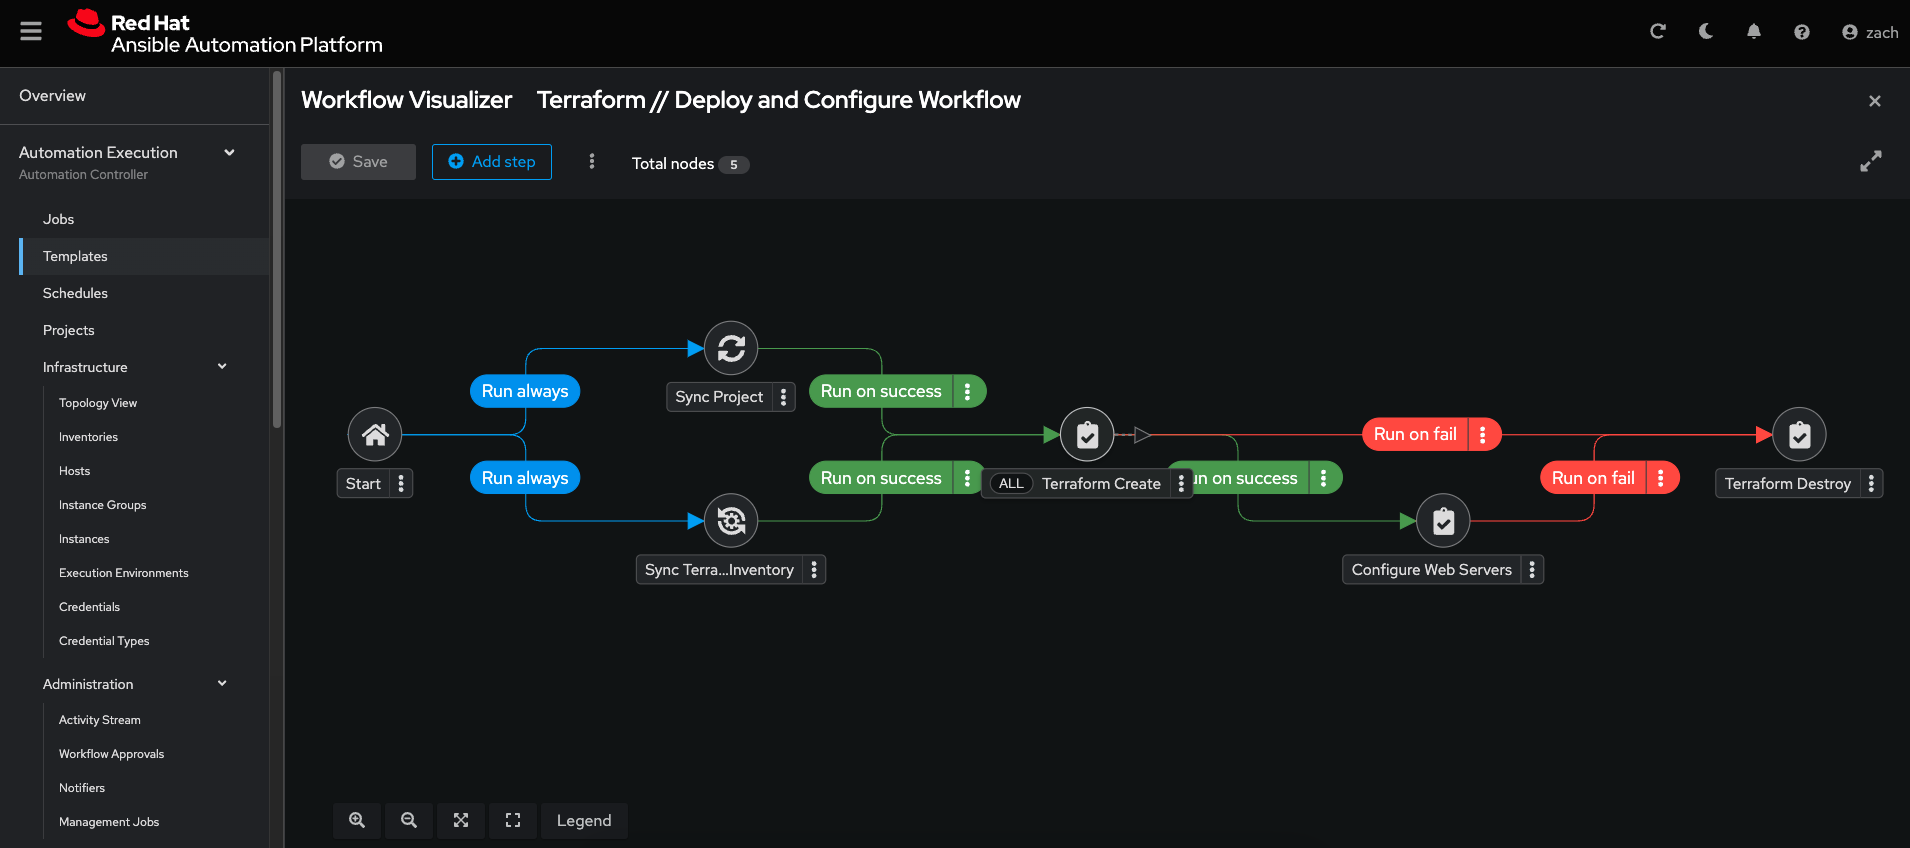 Red Hat
Ansible Automation Platform
zach
Overview
Automation Execution
Automation Controller
Jobs
Templates
Schedules
Projects
Infrastructure
Topology View
Inventories
Hosts
Instance Groups
Instances
Execution Environments
Credentials
Credential Types
Administration
Activity Stream
Workflow Approvals
Notifiers
Management Jobs
Workflow Visualizer Terraform // Deploy and Configure Workflow
Save Add step Total nodes 5
Run always
Sync Project
Run on success
Start
Run always
Sync Terra...Inventory
Run on success
ALL Terraform Create
un on success
Run on fail
Configure Web Servers
Run on fail
Terraform Destroy
Legend